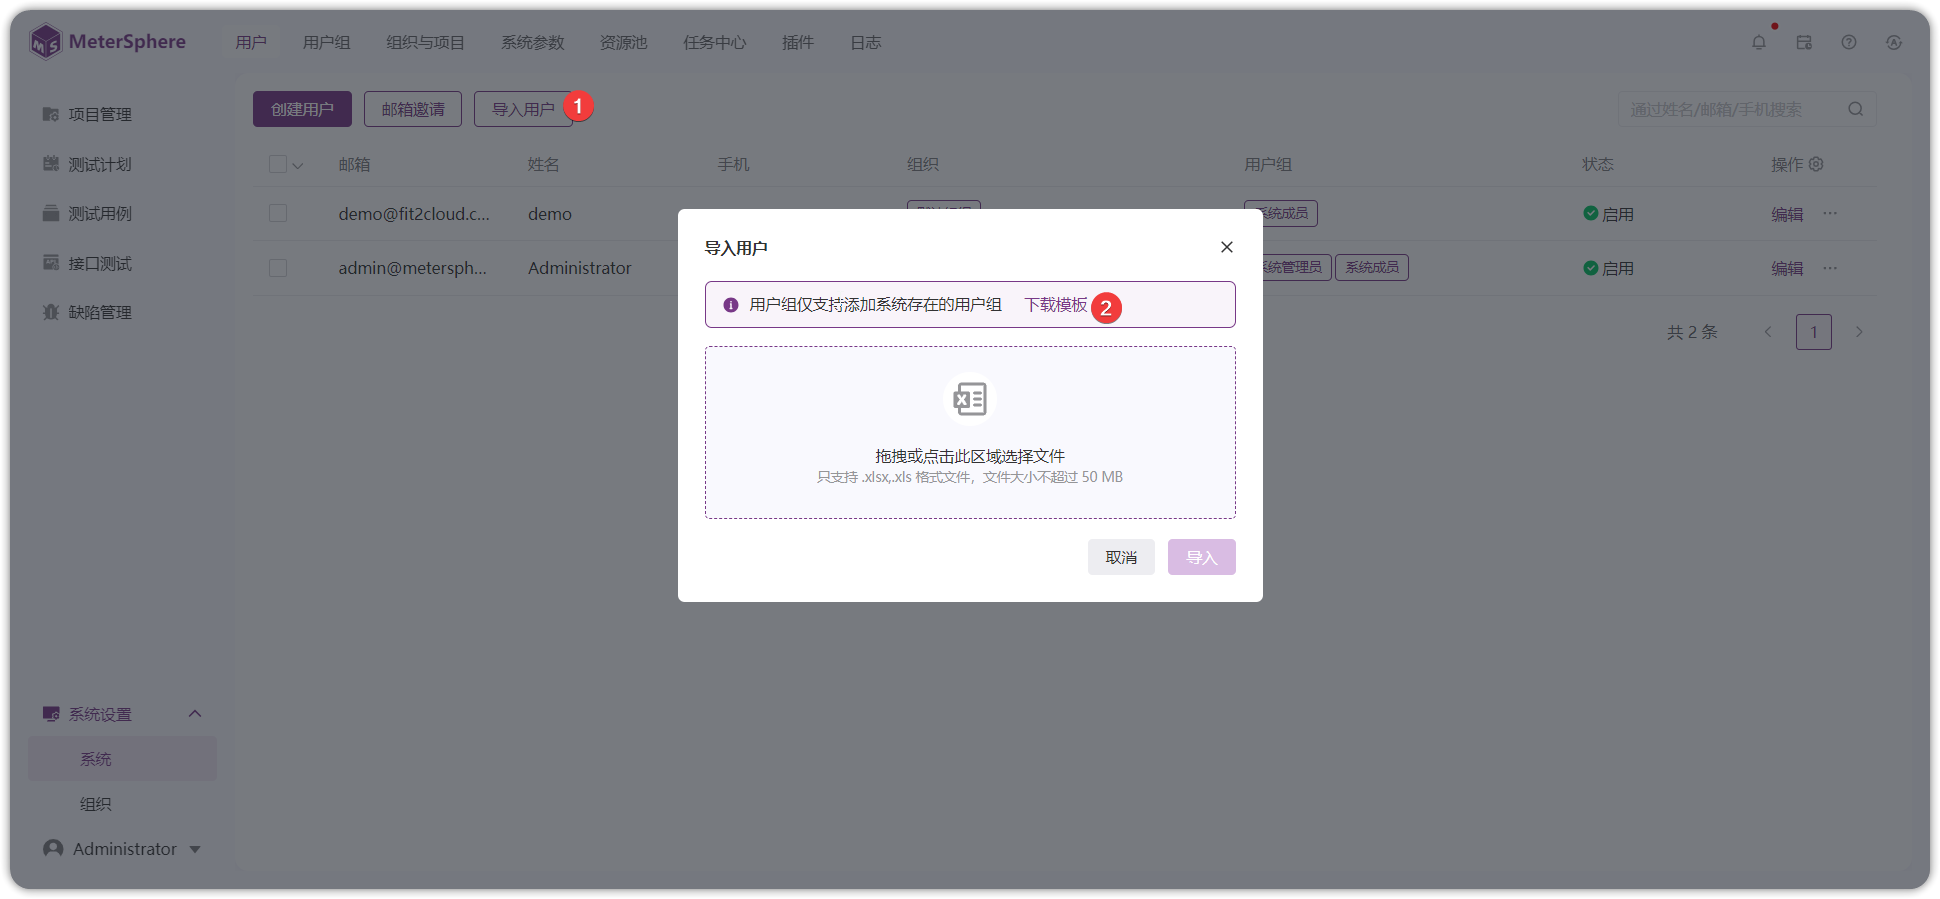 MeterSphere
用户 用户组 组织与项目 系统参数 资源池 任务中心 插件 日志
项目管理
测试计划
测试用例
接口测试
缺陷管理
系统设置
系统
组织
Administrator
创建用户 邮箱邀请 导入用户 1
通过姓名/邮箱/手机搜索
邮箱 姓名 手机 组织 用户组 状态 操作
demo@fit2cloud.c... demo 系统成员 启用 编辑 ...
admin@metersph... Administrator 系统管理员 系统成员 启用 编辑 ...
共 2 条 1
导入用户
用户组仅支持添加系统存在的用户组 下载模板 2
拖拽或点击此区域选择文件
只支持 .xlsx,.xls 格式文件，文件大小不超过 50 MB
取消 导入